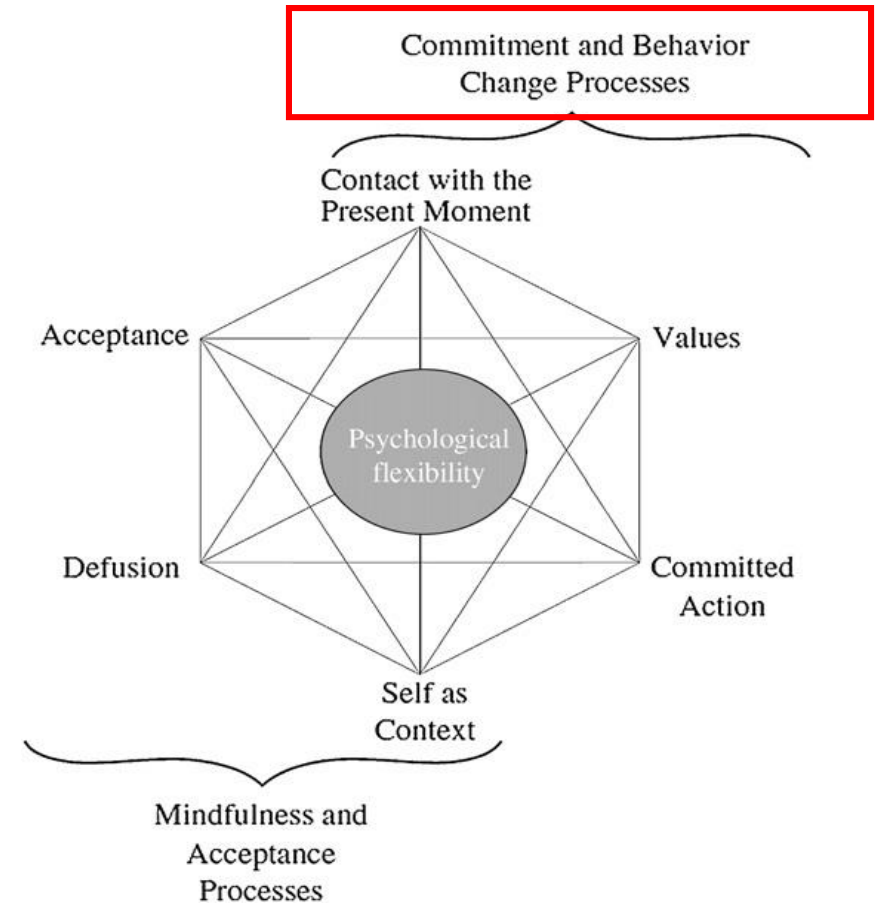 Commitment and Behavior
Change Processes
Contact with the
Present Moment
Acceptance
Values
Psychological
flexibility
Defusion
Committed
Action
Self as
Context
Mindfulness and
Acceptance
Processes